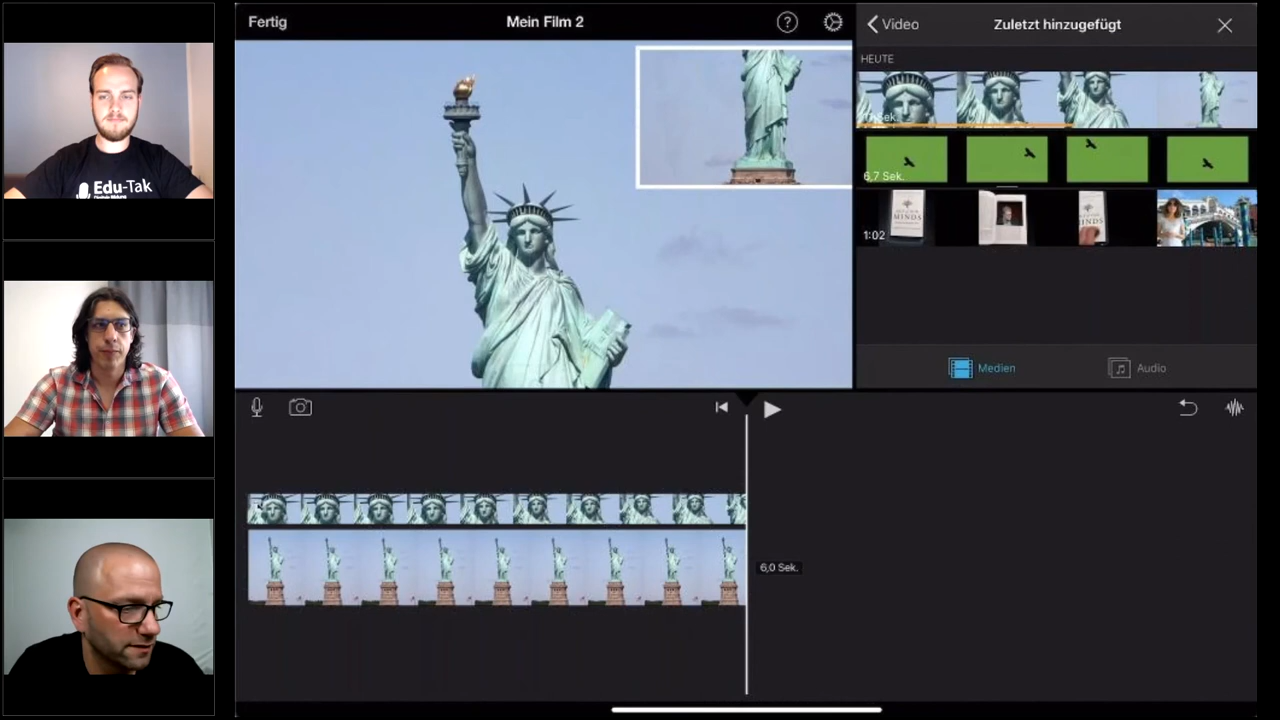 Edu-Tak
Fertig
Mein Film 2
?
Video
Zuletzt hinzugefügt
HEUTE
6,7 Sek.
MINDS
1:02
Medien
Audio
6,0 Sek.